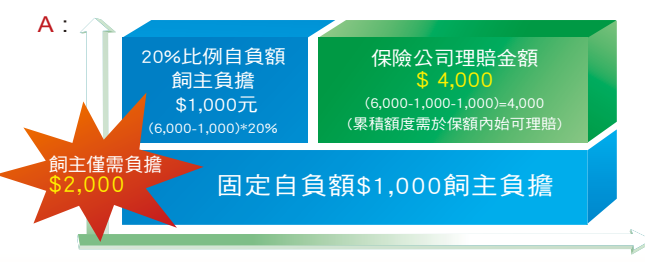 A：
20%比例自負額
飼主負擔
$1,000元
(6,000-1,000)*20%
保險公司理賠金額
$ 4,000
(6,000-1,000-1,000)=4,000
(累積額度需於保額內始可理賠)
飼主僅需負擔
$2,000
固定自負額$1,000飼主負擔